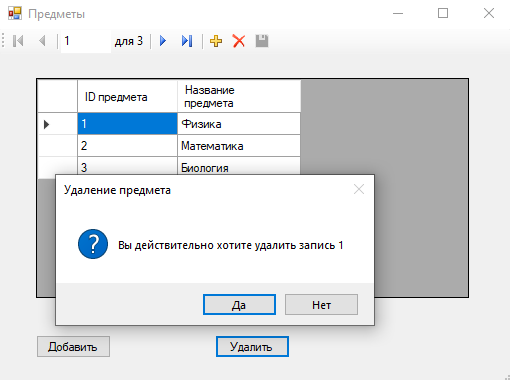 Предметы
1 для 3
ID предмета Название
предмета
1 Физика
2 Математика
3 Биология
Удаление предмета
Вы действительно хотите удалить запись 1
Да Нет
Добавить Удалить